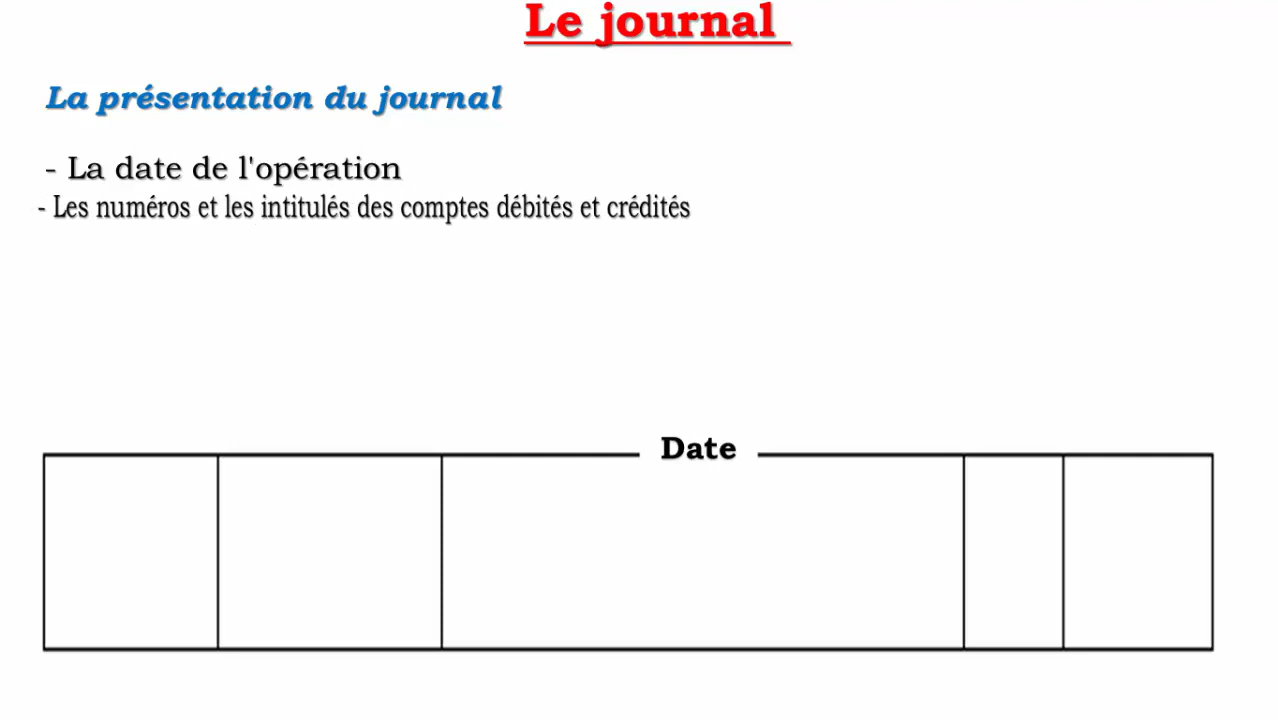 Le journal
La présentation du journal
- La date de l'opération
- Les numéros et les intitulés des comptes débités et crédités
Date